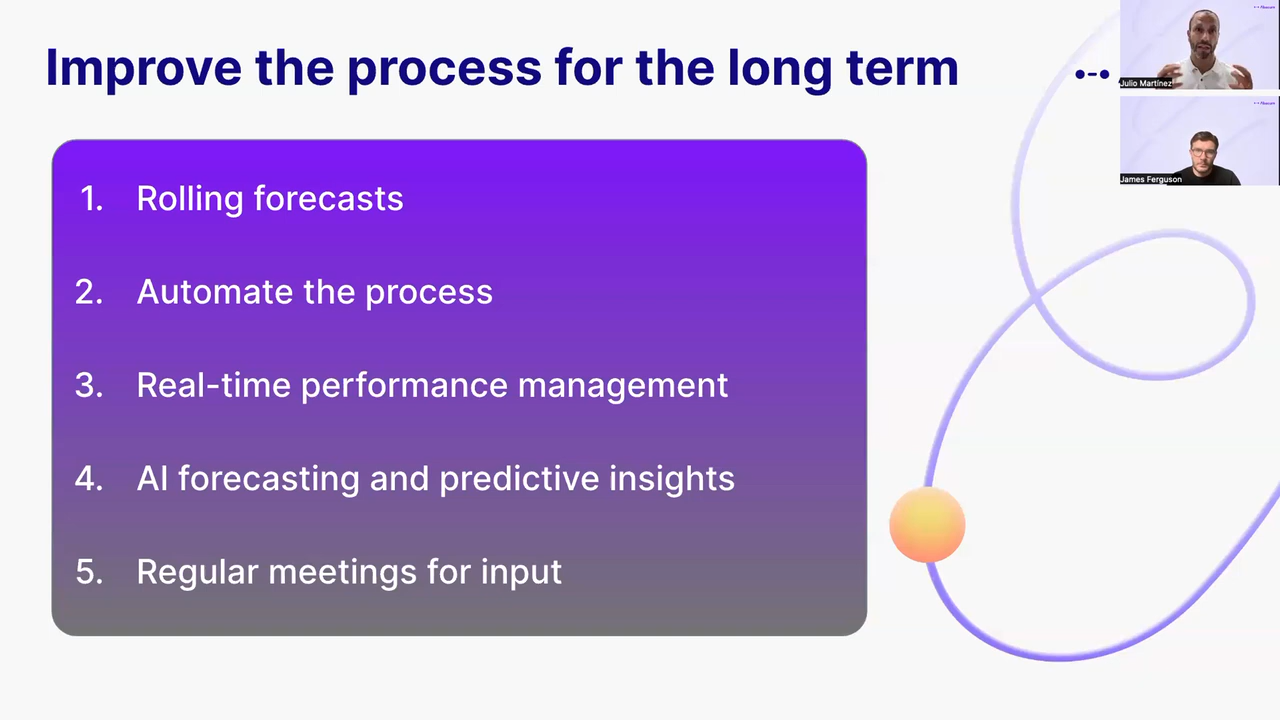 Improve the process for the long term
1. Rolling forecasts
2. Automate the process
3. Real-time performance management
4. AI forecasting and predictive insights
5. Regular meetings for input
Julio Martínez
James Ferguson